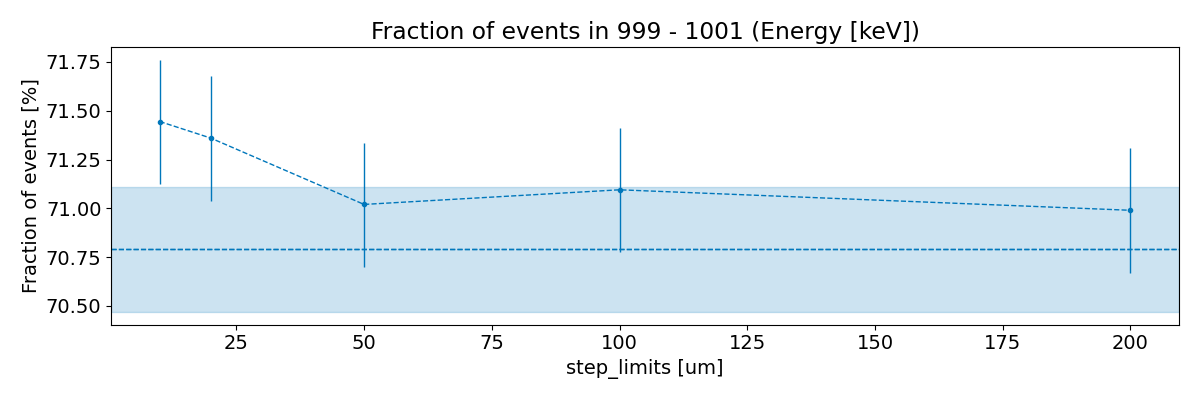 Fraction of events in 999 - 1001 (Energy [keV])
Fraction of events [%]
71.75
71.50
71.25
71.00
70.75
70.50
25 50 75 100 125 150 175 200
step_limits [um]